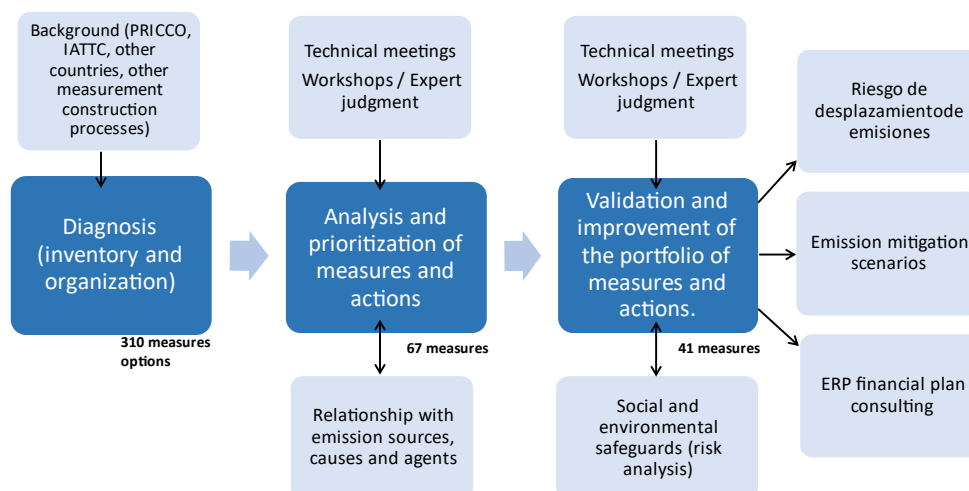 Background (PRICCO,
IATTC, other
countries, other
measurement
construction
processes)
Diagnosis
(inventory and
organization)
310 measures
options
Technical meetings
Workshops / Expert
judgment
Analysis and
prioritization of
measures and
actions
67 measures
Relationship with
emission sources,
causes and agents
Technical meetings
Workshops / Expert
judgment
Validation and
improvement of
the portfolio of
measures and
actions.
41 measures
Social and
environmental
safeguards (risk
analysis)
Riesgo de
desplazamientode
emisiones
Emission mitigation
scenarios
ERP financial plan
consulting